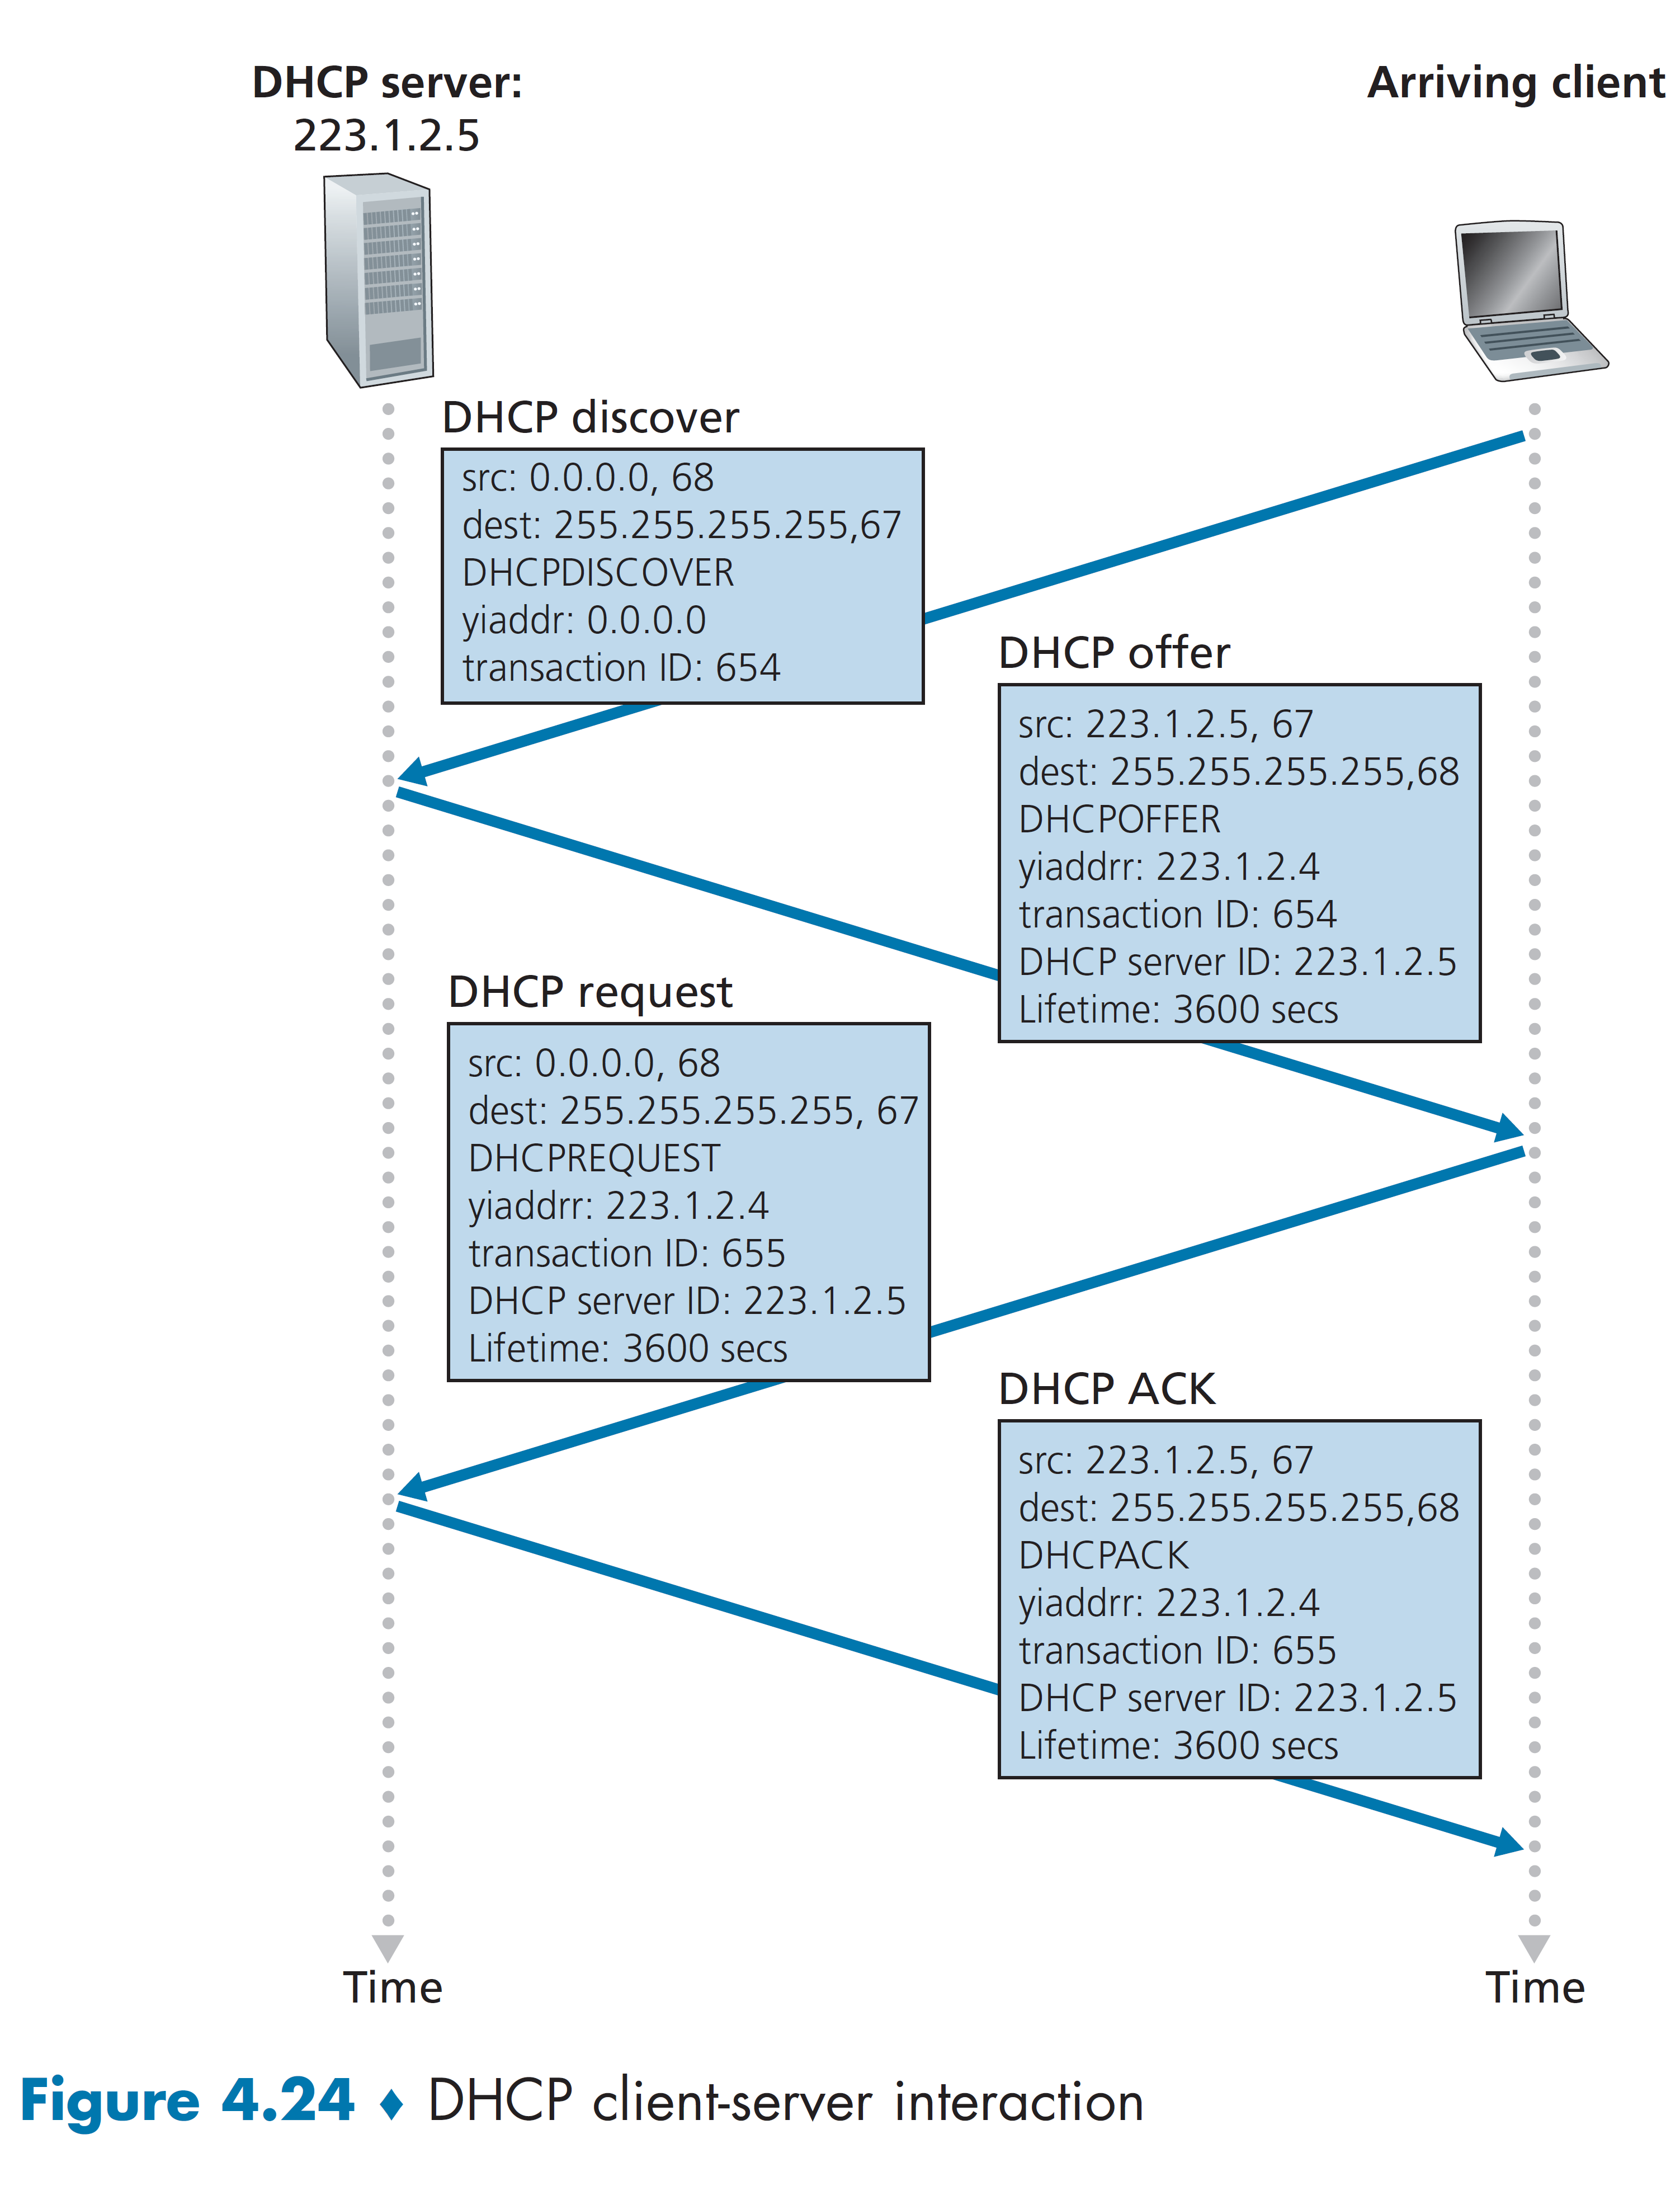 DHCP server:
223.1.2.5
Arriving client
DHCP discover
src: 0.0.0.0, 68
dest: 255.255.255.255,67
DHCPDISCOVER
yiaddr: 0.0.0.0
transaction ID: 654
DHCP offer
src: 223.1.2.5, 67
dest: 255.255.255.255,68
DHCPOFFER
yiaddrr: 223.1.2.4
transaction ID: 654
DHCP server ID: 223.1.2.5
Lifetime: 3600 secs
DHCP request
src: 0.0.0.0, 68
dest: 255.255.255.255, 67
DHCPREQUEST
yiaddrr: 223.1.2.4
transaction ID: 655
DHCP server ID: 223.1.2.5
Lifetime: 3600 secs
DHCP ACK
src: 223.1.2.5, 67
dest: 255.255.255.255,68
DHCPACK
yiaddrr: 223.1.2.4
transaction ID: 655
DHCP server ID: 223.1.2.5
Lifetime: 3600 secs
Time
Time
Figure 4.24 ♦ DHCP client-server interaction